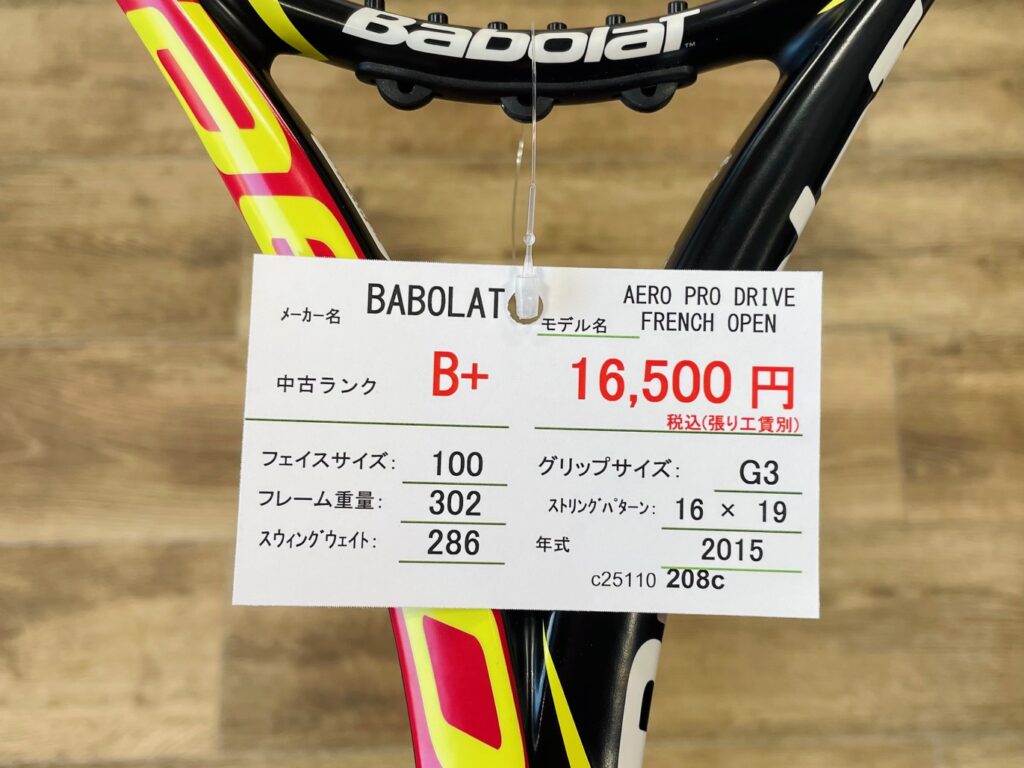 BABOLAT
™
メーカー名 BABOLAT
モデル名 AERO PRO DRIVE
FRENCH OPEN
中古ランク B+
16,500 円
税込(張り工賃別)
フェイスサイズ: 100
グリップサイズ: G3
フレーム重量: 302
ストリングパターン: 16 × 19
スウィングウェイト: 286
年式 2015
c25110 208c